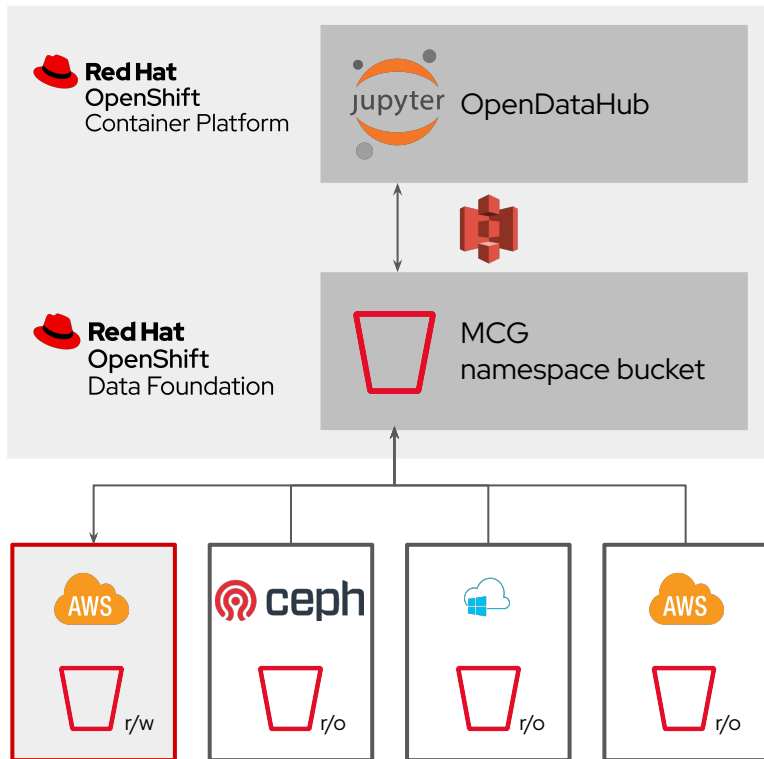 Red Hat
OpenShift
Container Platform
jupyter
OpenDataHub
Red Hat
OpenShift
Data Foundation
MCG
namespace bucket
AWS
ceph
AWS
r/w
r/o
r/o
r/o